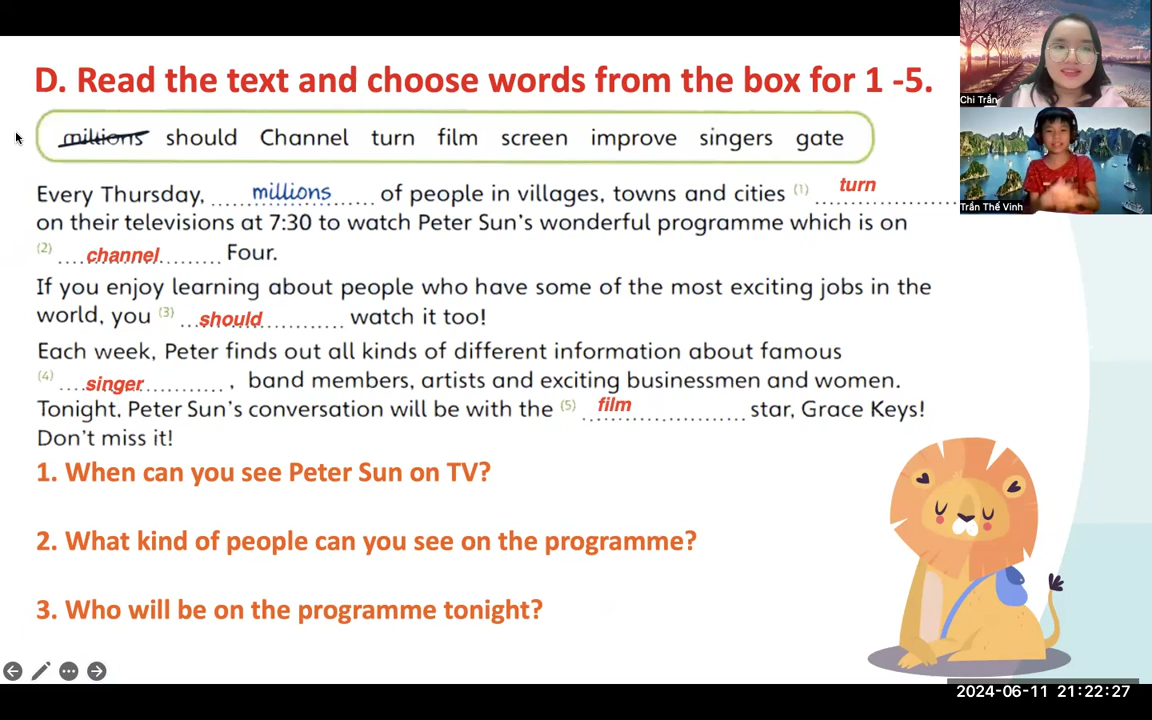 D. Read the text and choose words from the box for 1 -5.
millions should Channel turn film screen improve singers gate
Every Thursday, ......millions...... of people in villages, towns and cities (1) ....turn....
on their televisions at 7:30 to watch Peter Sun's wonderful programme which is on
(2) ....channel......... Four.
If you enjoy learning about people who have some of the most exciting jobs in the
world, you (3) ...should............ watch it too!
Each week, Peter finds out all kinds of different information about famous
(4) ....singer............, band members, artists and exciting businessmen and women.
Tonight, Peter Sun's conversation will be with the (5) ..film.................. star, Grace Keys!
Don't miss it!
1. When can you see Peter Sun on TV?
2. What kind of people can you see on the programme?
3. Who will be on the programme tonight?
Chi Trần
Trần Thế Vinh
2024-06-11 21:22:27